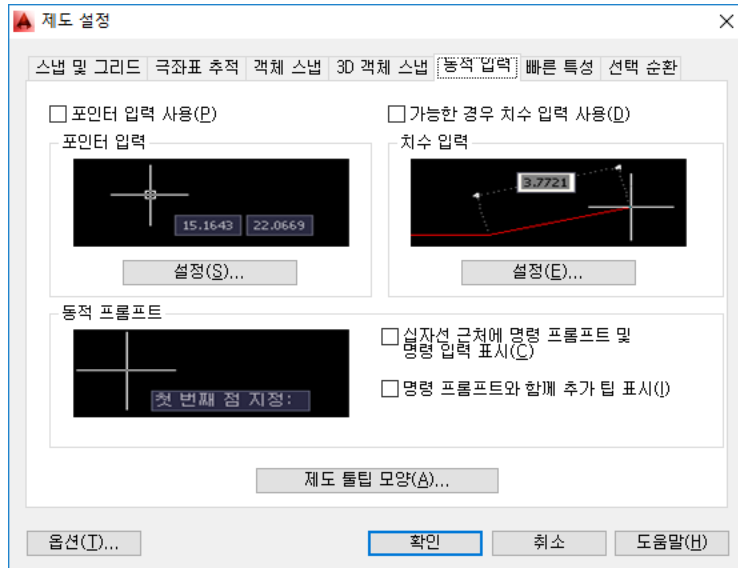 제도 설정
스냅 및 그리드 극좌표 추적 객체 스냅 3D 객체 스냅 동적 입력 빠른 특성 선택 순환
포인터 입력 사용(P)
가능한 경우 치수 입력 사용(D)
포인터 입력
치수 입력
15.1643 22.0669
3.7721
설정(S)...
설정(E)...
동적 프롬프트
첫 번째 점 지정:
십자선 근처에 명령 프롬프트 및
명령 입력 표시(C)
명령 프롬프트와 함께 추가 팁 표시(I)
제도 툴팁 모양(A)...
옵션(T)...
확인
취소
도움말(H)